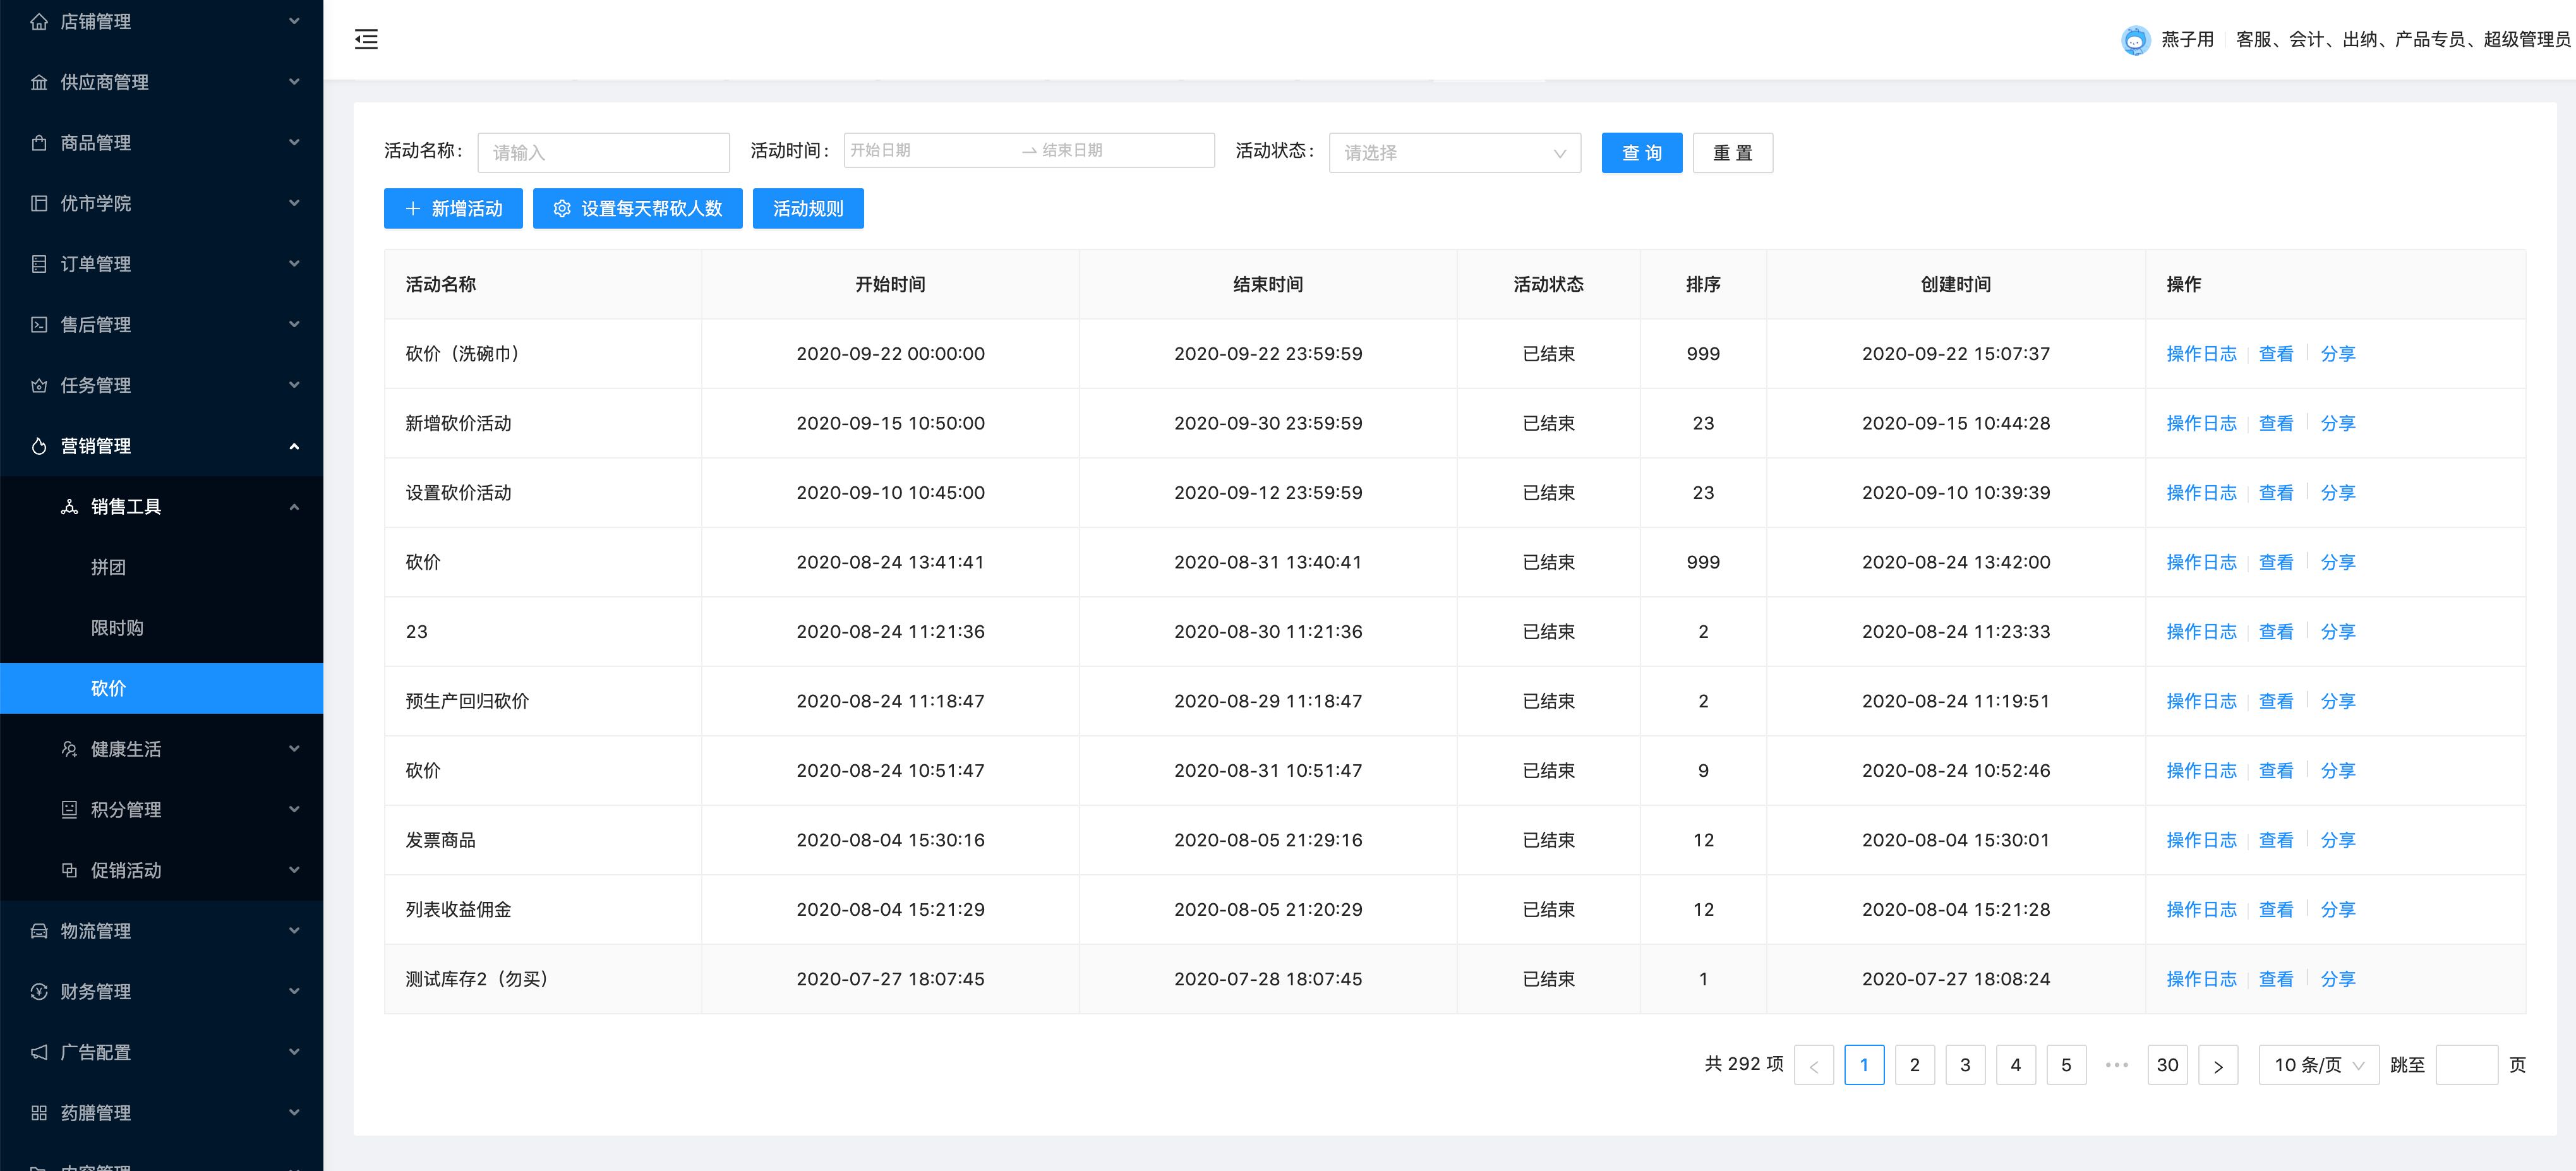 店铺管理
供应商管理
商品管理
优市学院
订单管理
售后管理
任务管理
营销管理
销售工具
拼团
限时购
砍价
健康生活
积分管理
促销活动
物流管理
财务管理
广告配置
药膳管理
燕子用 客服、会计、出纳、产品专员、超级管理员
活动名称： 请输入 活动时间： 开始日期 结束日期 活动状态： 请选择 查 询 重 置
新增活动 设置每天帮砍人数 活动规则
活动名称 开始时间 结束时间 活动状态 排序 创建时间 操作
砍价（洗碗巾） 2020-09-22 00:00:00 2020-09-22 23:59:59 已结束 999 2020-09-22 15:07:37 操作日志 查看 分享
新增砍价活动 2020-09-15 10:50:00 2020-09-30 23:59:59 已结束 23 2020-09-15 10:44:28 操作日志 查看 分享
设置砍价活动 2020-09-10 10:45:00 2020-09-12 23:59:59 已结束 23 2020-09-10 10:39:39 操作日志 查看 分享
砍价 2020-08-24 13:41:41 2020-08-31 13:40:41 已结束 999 2020-08-24 13:42:00 操作日志 查看 分享
23 2020-08-24 11:21:36 2020-08-30 11:21:36 已结束 2 2020-08-24 11:23:33 操作日志 查看 分享
预生产回归砍价 2020-08-24 11:18:47 2020-08-29 11:18:47 已结束 2 2020-08-24 11:19:51 操作日志 查看 分享
砍价 2020-08-24 10:51:47 2020-08-31 10:51:47 已结束 9 2020-08-24 10:52:46 操作日志 查看 分享
发票商品 2020-08-04 15:30:16 2020-08-05 21:29:16 已结束 12 2020-08-04 15:30:01 操作日志 查看 分享
列表收益佣金 2020-08-04 15:21:29 2020-08-05 21:20:29 已结束 12 2020-08-04 15:21:28 操作日志 查看 分享
测试库存2（勿买） 2020-07-27 18:07:45 2020-07-28 18:07:45 已结束 1 2020-07-27 18:08:24 操作日志 查看 分享
共 292 项 < 1 2 3 4 5 ••• 30 > 10 条/页 跳至 页